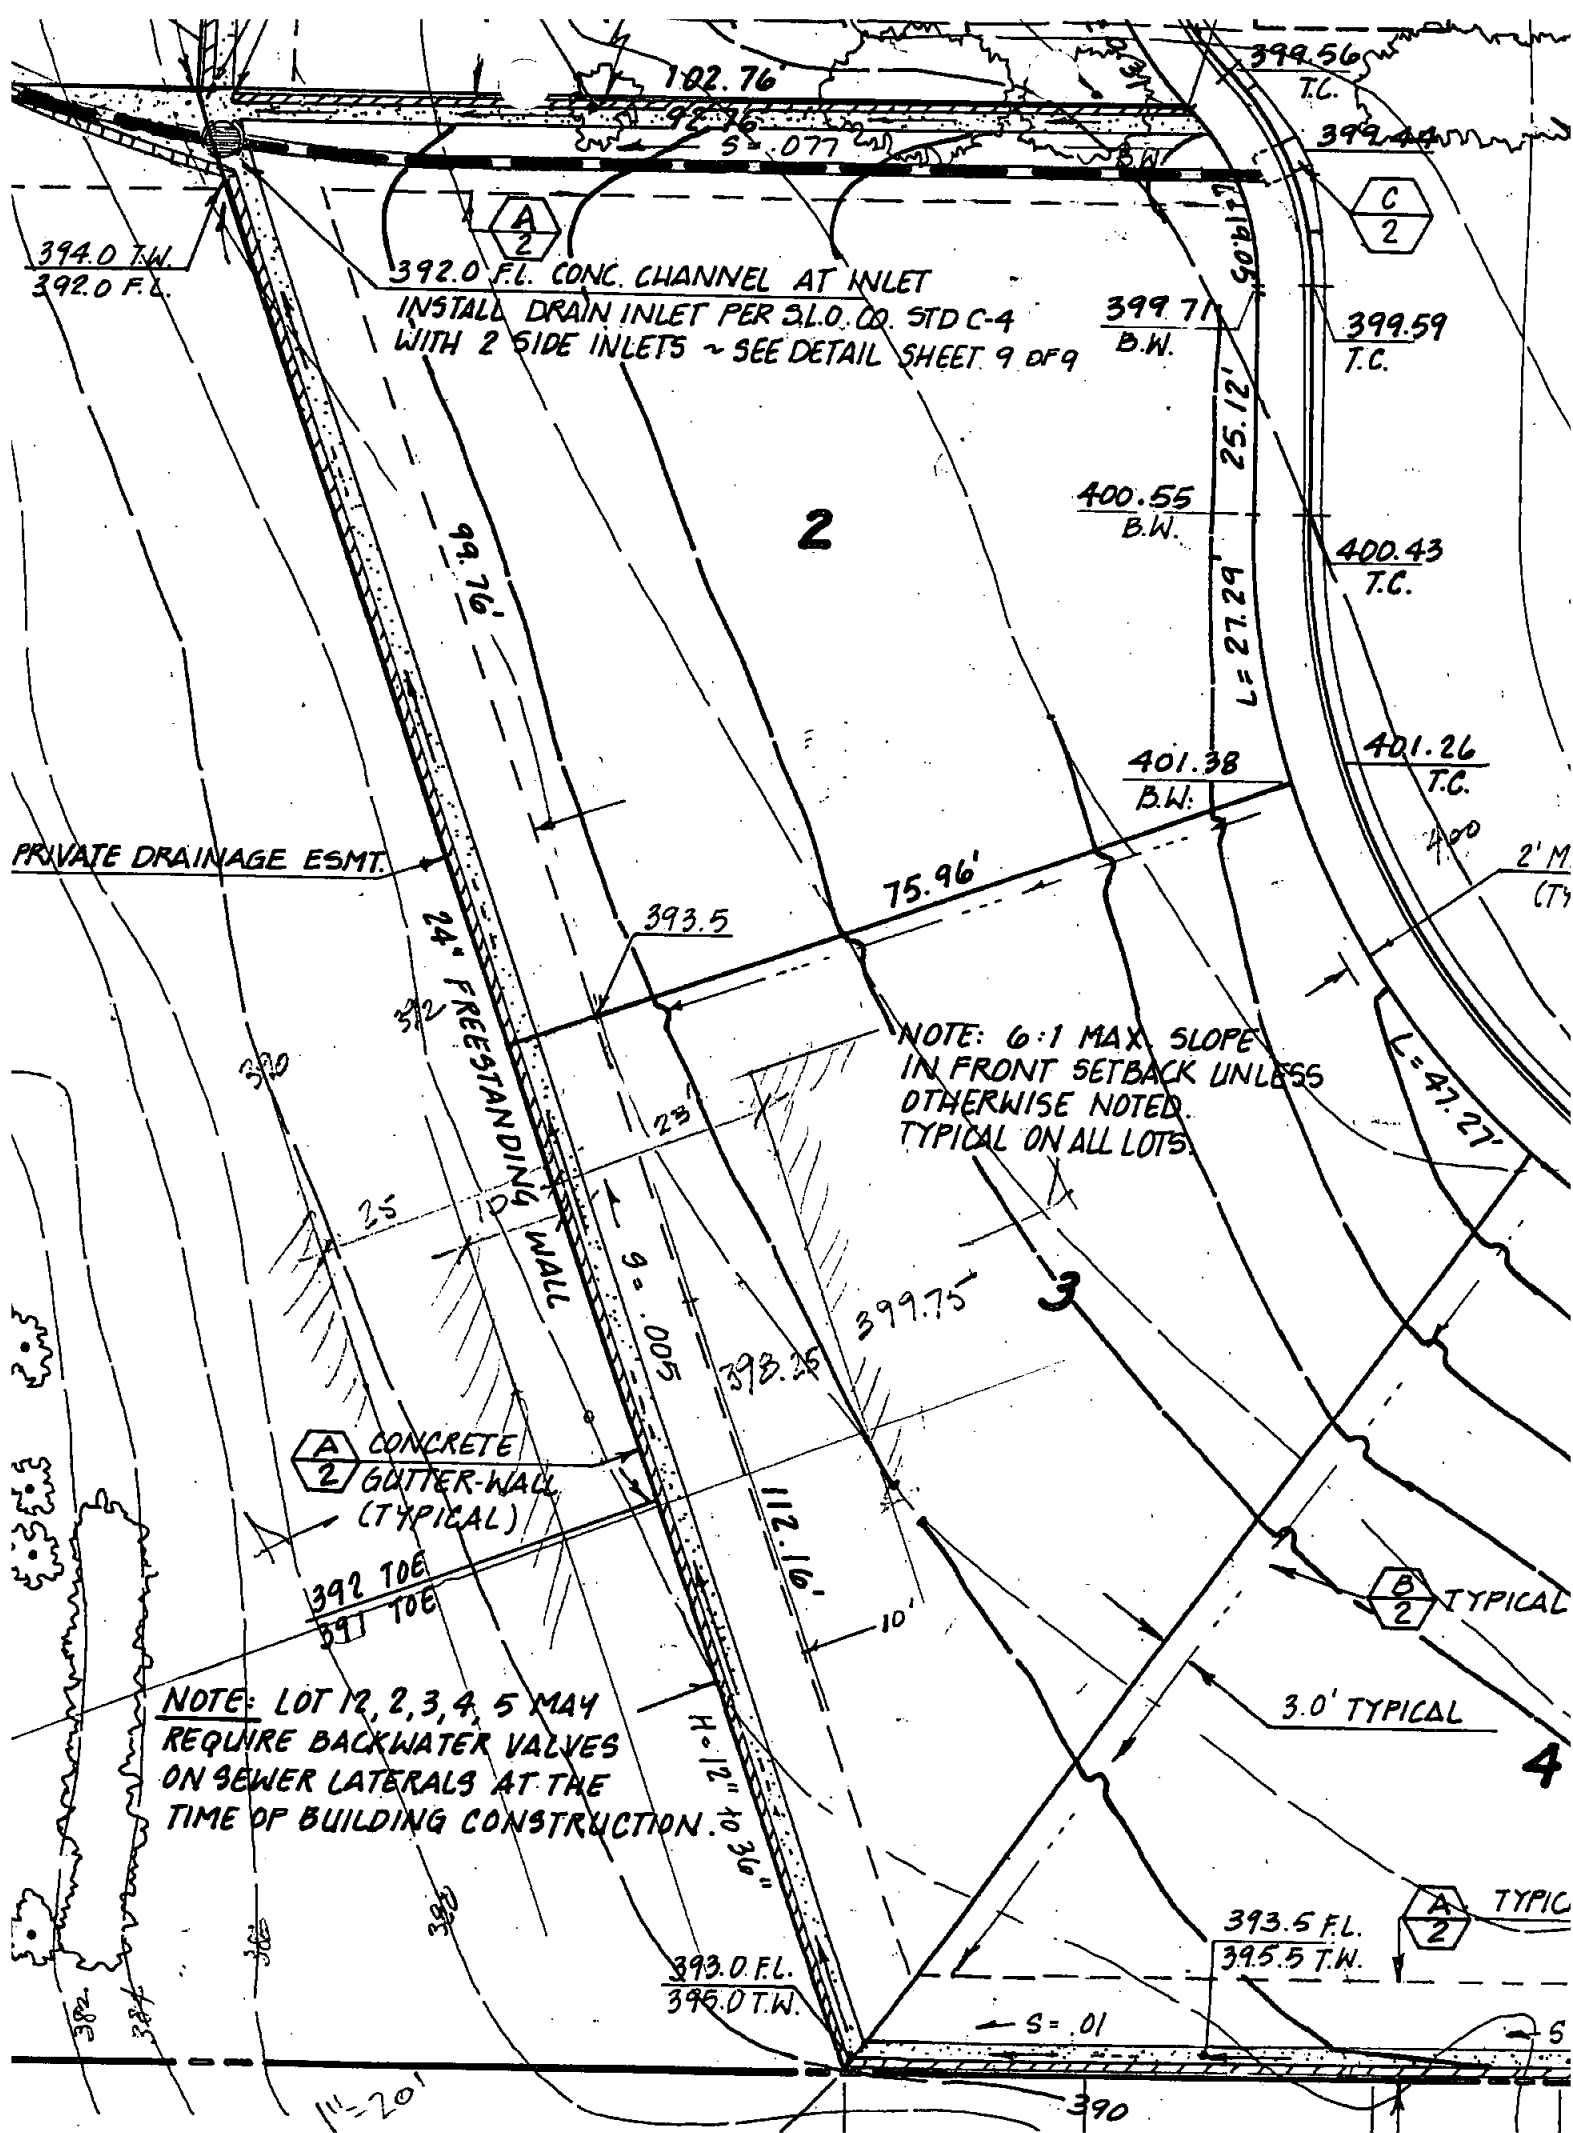 102.76'
92.76
S = .077
399.56
T.C.
399.44
B.W.
C
2
A
2
394.0 T.W.
392.0 F.L.
392.0 F.L. CONC. CHANNEL AT INLET
INSTALL DRAIN INLET PER S.L.O. CO. STD C-4
WITH 2 SIDE INLETS ~ SEE DETAIL SHEET 9 OF 9
L=19.05'
399.71
B.W.
399.59
T.C.
25.12'
400.55
B.W.
2
400.43
T.C.
99.76'
L = 27.29'
401.38
B.W.
401.26
T.C.
400
2' M
(TY
PRIVATE DRAINAGE ESMT.
75.96'
24" FREESTANDING WALL
393.5
392
390
NOTE: 6:1 MAX. SLOPE
IN FRONT SETBACK UNLESS
OTHERWISE NOTED.
TYPICAL ON ALL LOTS.
L = 47.27'
23'
25
10
S = .005
399.75
3
393.25
A
2
CONCRETE
GUTTER-WALL
(TYPICAL)
112.16'
392 TOE
391 TOE
10'
B
2
TYPICAL
3.0' TYPICAL
4
NOTE: LOT 12, 2, 3, 4, 5 MAY
REQUIRE BACKWATER VALVES
ON SEWER LATERALS AT THE
TIME OF BUILDING CONSTRUCTION.
H=12" to 36"
393.5 F.L.
395.5 T.W.
A
2
TYPICA
393.0 F.L.
395.0 T.W.
382
384
S = .01
S
1"=20'
390